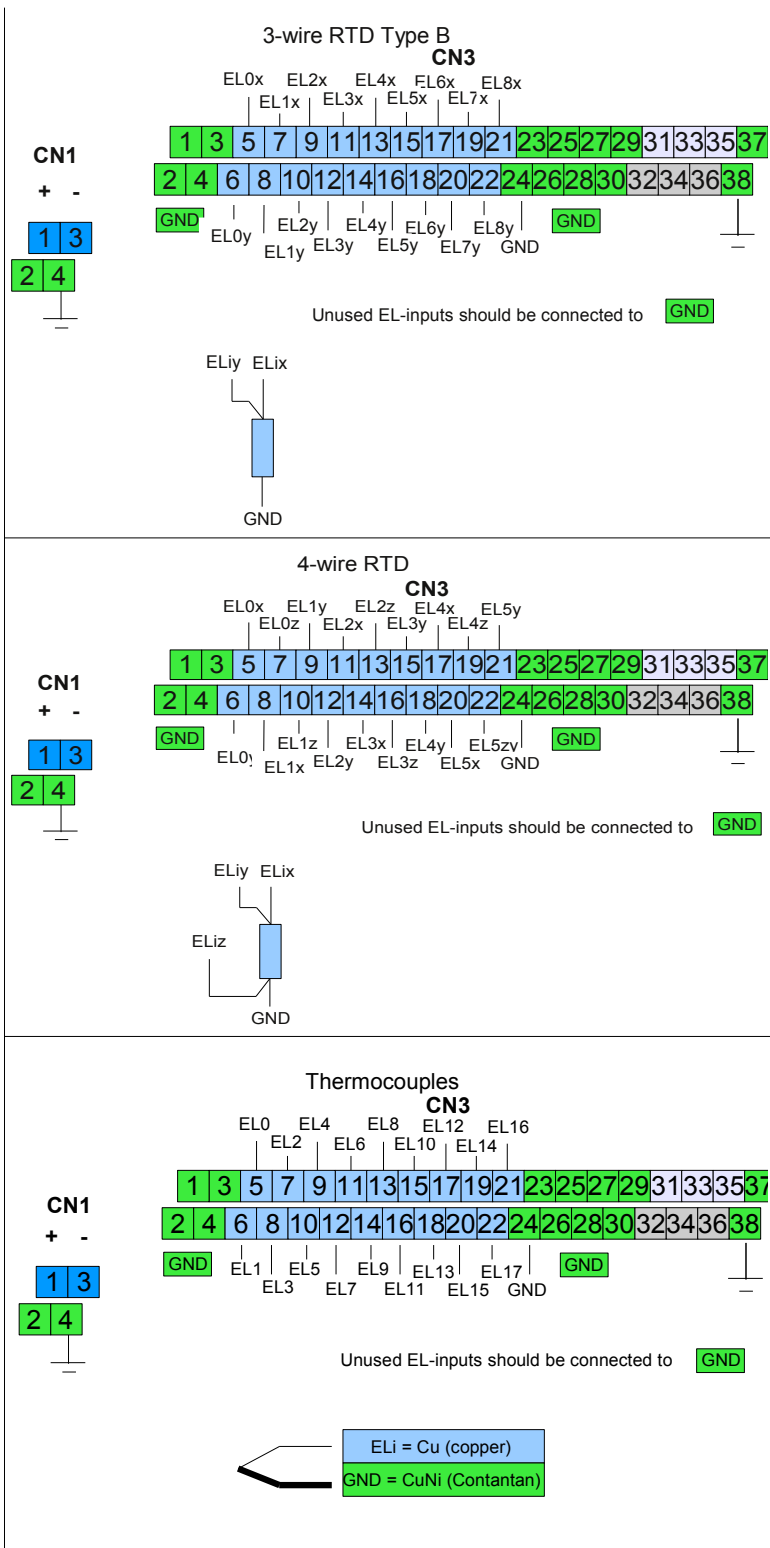 3-wire RTD Type B
CN3
EL0x EL2x EL4x EL6x EL8x
EL1x EL3x EL5x EL7x
1 3 5 7 9 11 13 15 17 19 21 23 25 27 29 31 33 35 37
CN1
2 4 6 8 10 12 14 16 18 20 22 24 26 28 30 32 34 36 38
+ -
GND EL0y EL2y EL4y EL6y EL8y GND
EL1y EL3y EL5y EL7y GND
1 3
2 4
Unused EL-inputs should be connected to GND
ELiy ELix
GND
4-wire RTD
CN3
EL0x EL1y EL2z EL4x EL5y
EL0z EL2x EL3y EL4z
1 3 5 7 9 11 13 15 17 19 21 23 25 27 29 31 33 35 37
CN1
2 4 6 8 10 12 14 16 18 20 22 24 26 28 30 32 34 36 38
+ -
GND EL0y EL1z EL3x EL4y EL5zy GND
EL1x EL2y EL3z EL5x GND
1 3
2 4
Unused EL-inputs should be connected to GND
ELiy ELix
ELiz
GND
Thermocouples
CN3
EL0 EL4 EL8 EL12 EL16
EL2 EL6 EL10 EL14
1 3 5 7 9 11 13 15 17 19 21 23 25 27 29 31 33 35 37
CN1
2 4 6 8 10 12 14 16 18 20 22 24 26 28 30 32 34 36 38
+ -
GND EL1 EL5 EL9 EL13 EL17 GND
EL3 EL7 EL11 EL15 GND
1 3
2 4
Unused EL-inputs should be connected to GND
ELi = Cu (copper)
GND = CuNi (Contantan)